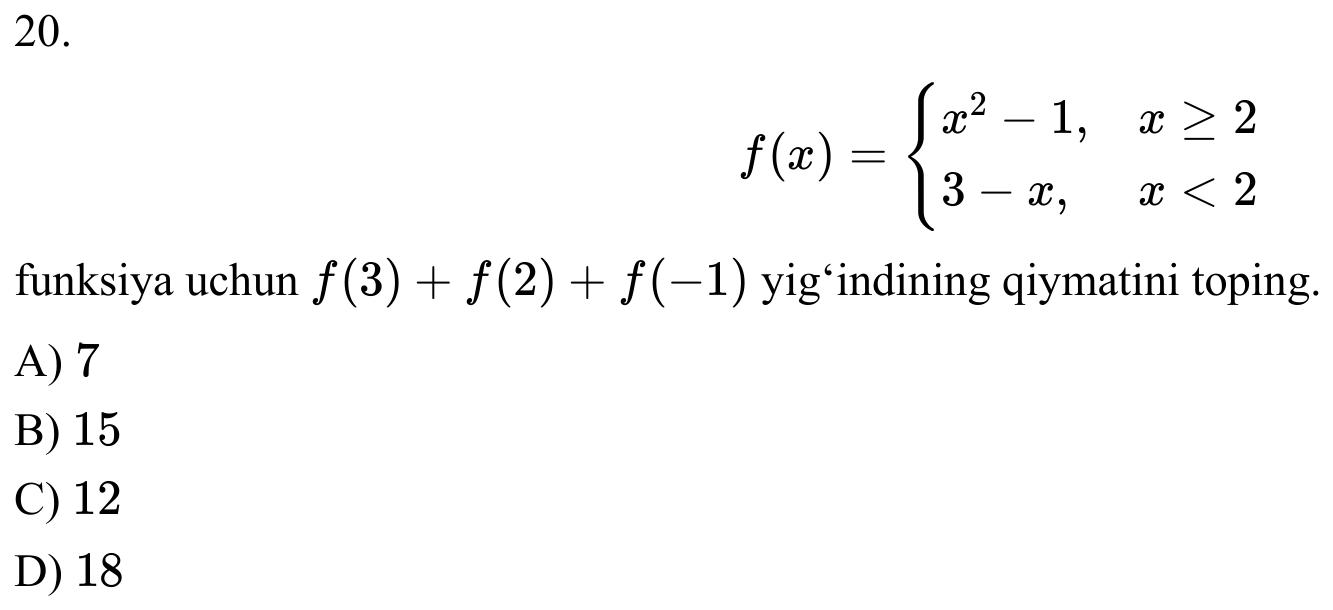 20.
f(x) = { x² − 1, x ≥ 2
3 − x, x < 2
funksiya uchun f(3) + f(2) + f(−1) yig‘indining qiymatini toping.
A) 7
B) 15
C) 12
D) 18